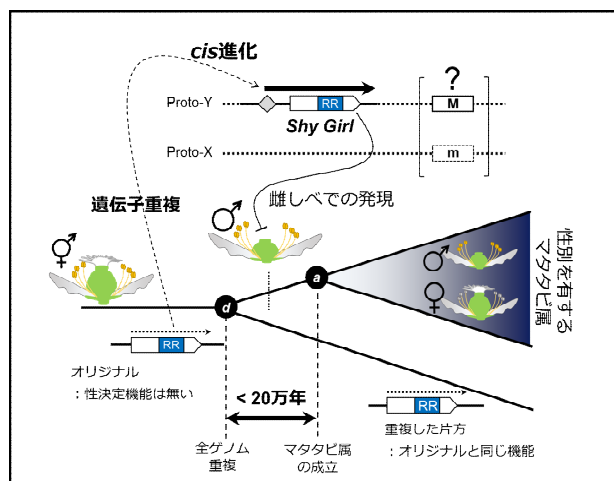 cis進化
Proto-Y
RR
M
?
Shy Girl
Proto-X
m
遺伝子重複
雌しべでの発現
♂
⚥
d
a
♂
♀
性別を有する
マタタビ属
RR
オリジナル
：性決定機能は無い
< 20万年
RR
重複した片方
：オリジナルと同じ機能
全ゲノム
重複
マタタビ属
の成立